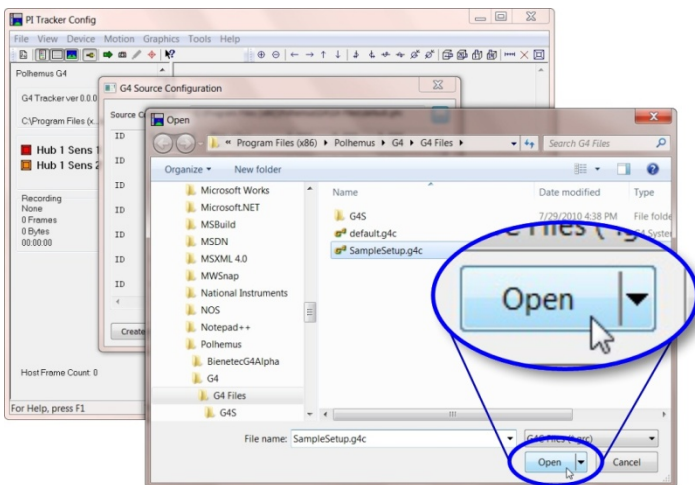 PI Tracker Config
File View Device Motion Graphics Tools Help
Polhemus G4
G4 Tracker ver 0.0.0
C:\Program Files (x...
Hub 1 Sens 1
Hub 1 Sens 2
Recording
None
0 Frames
0 Bytes
00:00:00
Host Frame Count: 0
For Help, press F1
G4 Source Configuration
Source
ID
ID
ID
ID
ID
ID
ID
Create
Open
« Program Files (x86) ▸ Polhemus ▸ G4 ▸ G4 Files ▸
Search G4 Files
Organize ▾ New folder
Microsoft Works
Microsoft.NET
MSBuild
MSDN
MSXML 4.0
MWSnap
National Instruments
NOS
Notepad++
Polhemus
BienetecG4Alpha
G4
G4 Files
G4S
Name Date modified Type
G4S 7/29/2010 4:38 PM File folde
default.g4c
SampleSetup.g4c
Open
File name: SampleSetup.g4c
Open Cancel